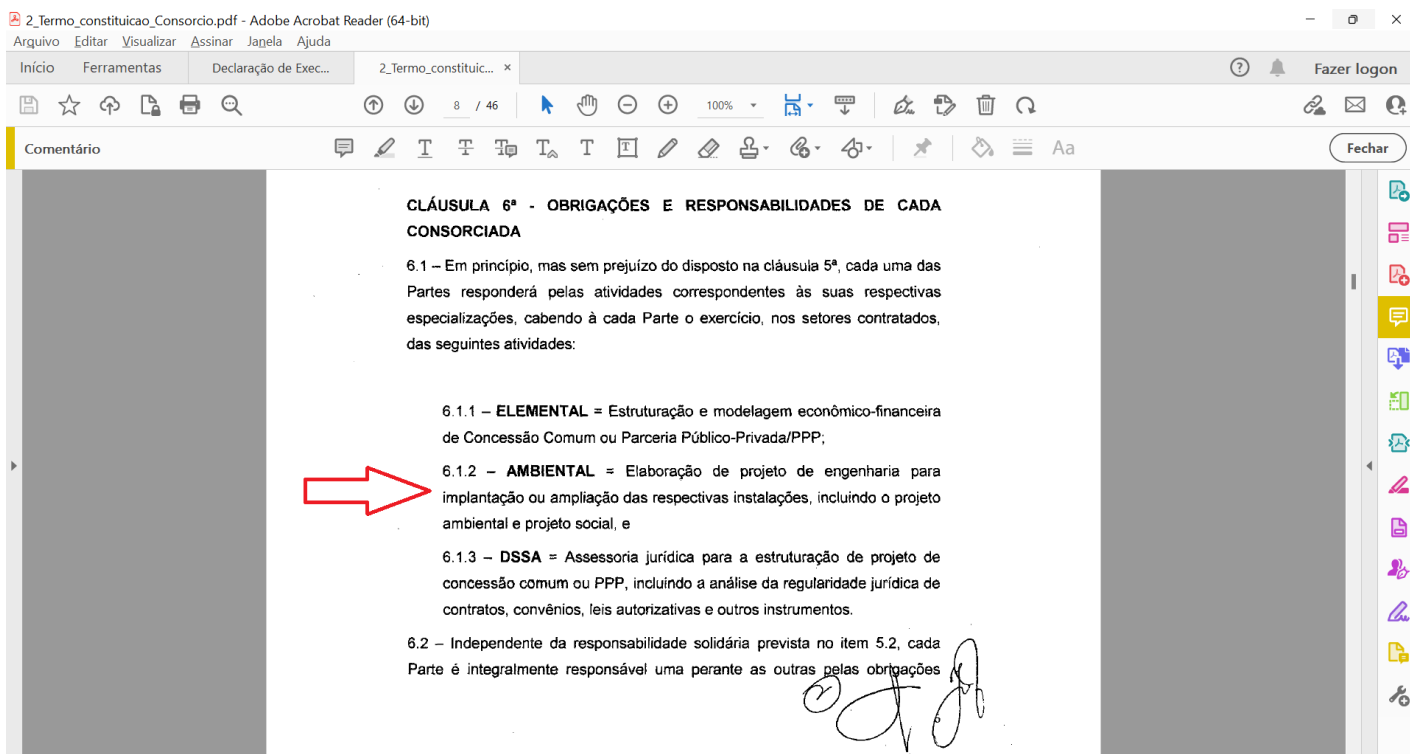 2_Termo_constituicao_Consorcio.pdf - Adobe Acrobat Reader (64-bit)
Arquivo Editar Visualizar Assinar Janela Ajuda
Início Ferramentas Declaração de Exec... 2_Termo_constituic... × Fazer logon
8 / 46 100%
Comentário Aa Fechar
CLÁUSULA 6ª - OBRIGAÇÕES E RESPONSABILIDADES DE CADA
CONSORCIADA
6.1 – Em princípio, mas sem prejuízo do disposto na cláusula 5ª, cada uma das
Partes responderá pelas atividades correspondentes às suas respectivas
especializações, cabendo à cada Parte o exercício, nos setores contratados,
das seguintes atividades:
6.1.1 – ELEMENTAL = Estruturação e modelagem econômico-financeira
de Concessão Comum ou Parceria Público-Privada/PPP;
6.1.2 – AMBIENTAL = Elaboração de projeto de engenharia para
implantação ou ampliação das respectivas instalações, incluindo o projeto
ambiental e projeto social, e
6.1.3 – DSSA = Assessoria jurídica para a estruturação de projeto de
concessão comum ou PPP, incluindo a análise da regularidade jurídica de
contratos, convênios, leis autorizativas e outros instrumentos.
6.2 – Independente da responsabilidade solidária prevista no item 5.2, cada
Parte é integralmente responsável uma perante as outras pelas obrigações